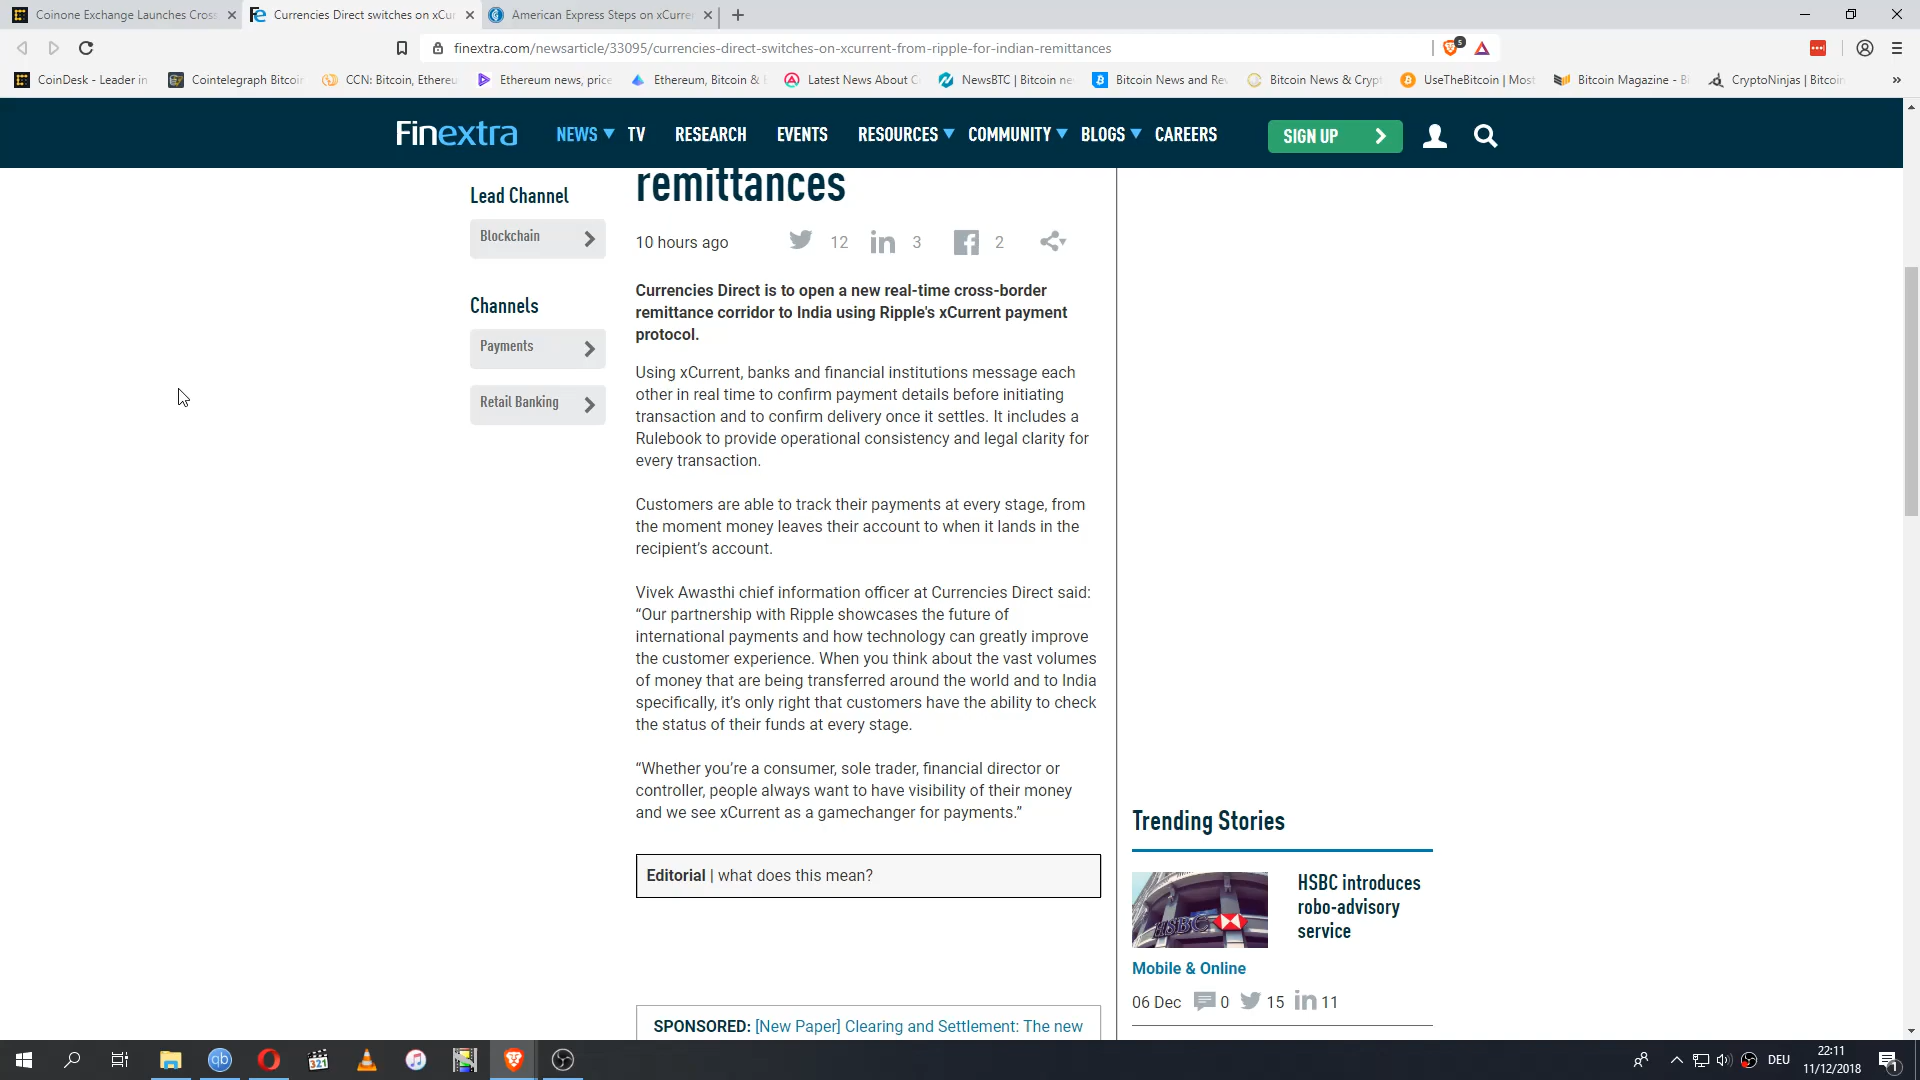 Coinone Exchange Launches Cross
Currencies Direct switches on xCur
American Express Steps on xCurre
finextra.com/newsarticle/33095/currencies-direct-switches-on-xcurrent-from-ripple-for-indian-remittances
5
CoinDesk - Leader in
Cointelegraph Bitcoin
CCN: Bitcoin, Ethereu
Ethereum news, price
Ethereum, Bitcoin &
Latest News About C
NewsBTC | Bitcoin ne
Bitcoin News and Rev
Bitcoin News & Crypt
UseTheBitcoin | Most
Bitcoin Magazine - Bi
CryptoNinjas | Bitcoin
»
Finextra
NEWS
TV
RESEARCH
EVENTS
RESOURCES
COMMUNITY
BLOGS
CAREERS
SIGN UP
remittances
Lead Channel
Blockchain
Channels
Payments
Retail Banking
10 hours ago
12
3
2
Currencies Direct is to open a new real-time cross-border
remittance corridor to India using Ripple's xCurrent payment
protocol.
Using xCurrent, banks and financial institutions message each
other in real time to confirm payment details before initiating
transaction and to confirm delivery once it settles. It includes a
Rulebook to provide operational consistency and legal clarity for
every transaction.
Customers are able to track their payments at every stage, from
the moment money leaves their account to when it lands in the
recipient’s account.
Vivek Awasthi chief information officer at Currencies Direct said:
“Our partnership with Ripple showcases the future of
international payments and how technology can greatly improve
the customer experience. When you think about the vast volumes
of money that are being transferred around the world and to India
specifically, it’s only right that customers have the ability to check
the status of their funds at every stage.
“Whether you’re a consumer, sole trader, financial director or
controller, people always want to have visibility of their money
and we see xCurrent as a gamechanger for payments.”
Editorial | what does this mean?
SPONSORED: [New Paper] Clearing and Settlement: The new
Trending Stories
HSBC
HSBC introduces
robo-advisory
service
Mobile & Online
06 Dec 0 15 11
qb
321
DEU
22:11
11/12/2018
1